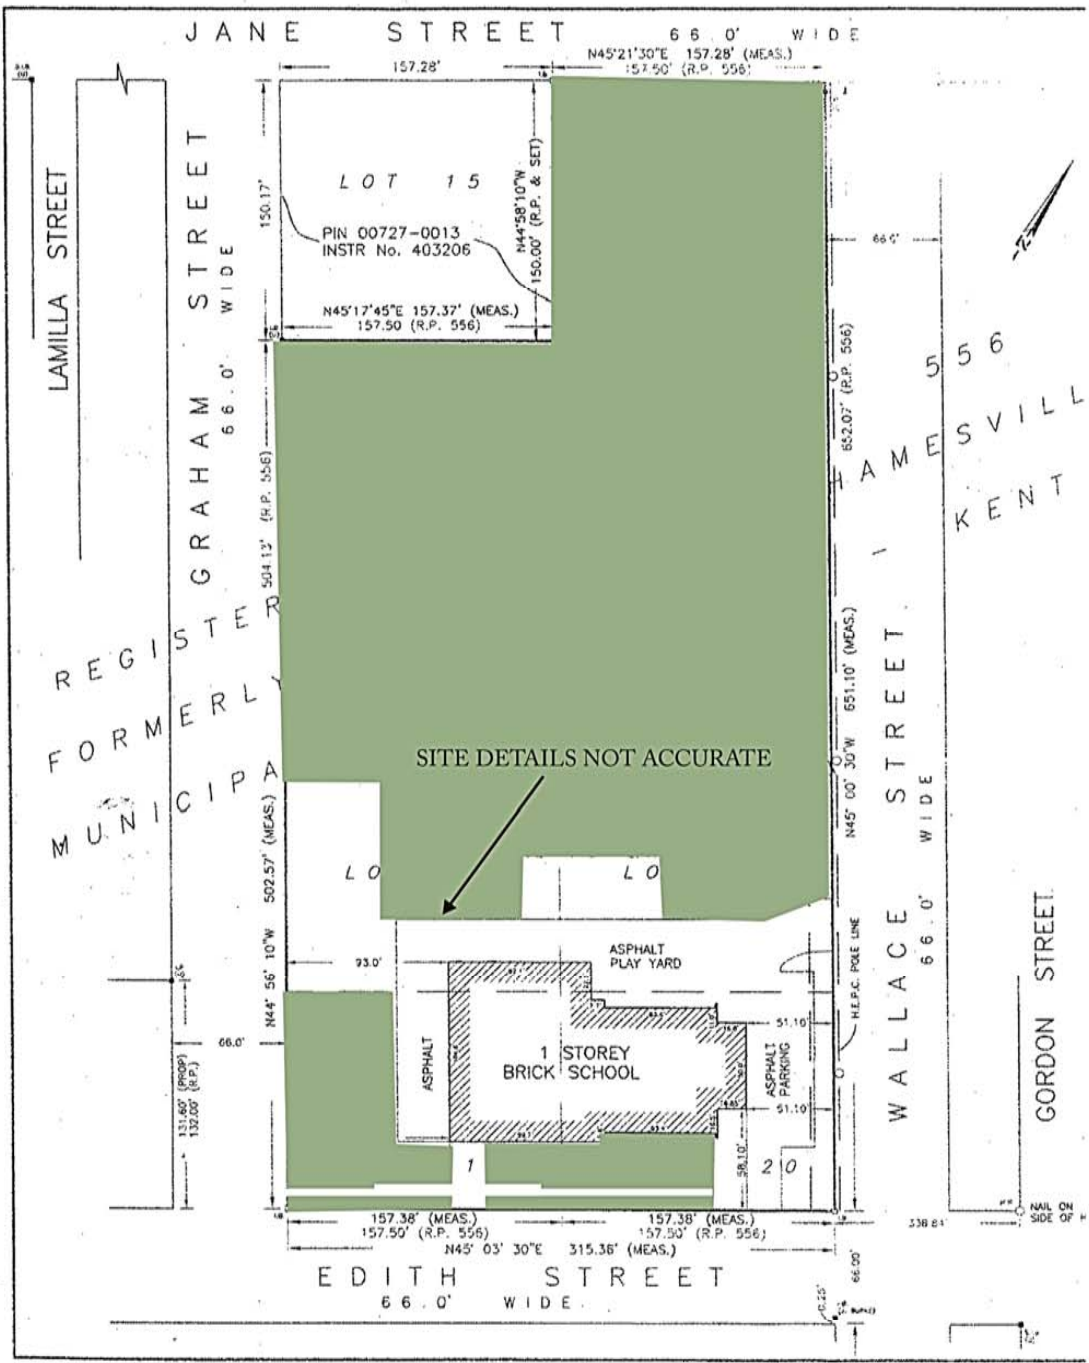 JANE STREET 66.0' WIDE
N45°21'30"E 157.28' (MEAS.)
157.28'
157.50' (R.P. 556)
LAMILLA STREET
GRAHAM STREET
66.0' WIDE
150.17'
LOT 15
PIN 00727-0013
INSTR No. 403206
N44°58'10"W
150.00' (R.P. & SET)
N45°17'45"E 157.37' (MEAS.)
157.50 (R.P. 556)
504.13' (R.P. 556)
652.07' (R.P. 556)
556
HAMESVILL
KENT
REGISTER
FORMERLY
MUNICIPA
SITE DETAILS NOT ACCURATE
N45° 00' 30"W 651.10' (MEAS.)
WALLACE STREET
66.0' WIDE
N44° 56' 10"W 502.57' (MEAS.)
LO
LO
93.0'
ASPHALT
PLAY YARD
H.E.P.C. POLE LINE
GORDON STREET
66.0'
131.60' (PROP)
132.00' (R.P.)
ASPHALT
1 STOREY
BRICK SCHOOL
ASPHALT
PARKING
51.10'
51.10'
58.10'
1
20
157.38' (MEAS.)
157.50' (R.P. 556)
157.38' (MEAS.)
157.50' (R.P. 556)
N45° 03' 30"E 315.36' (MEAS.)
NAIL ON
SIDE OF H
66.00'
0.25'
EDITH STREET
66.0' WIDE